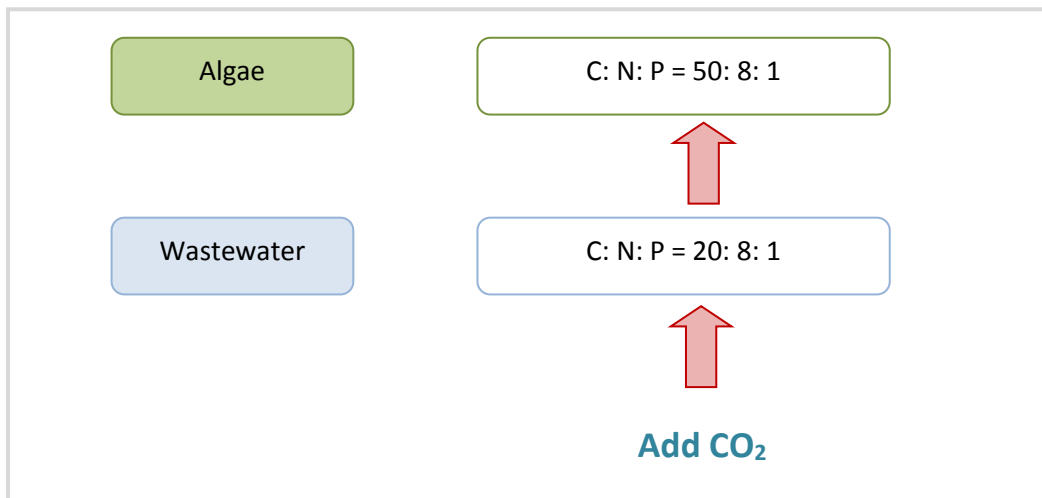 Algae
C: N: P = 50: 8: 1
Wastewater
C: N: P = 20: 8: 1
Add CO₂